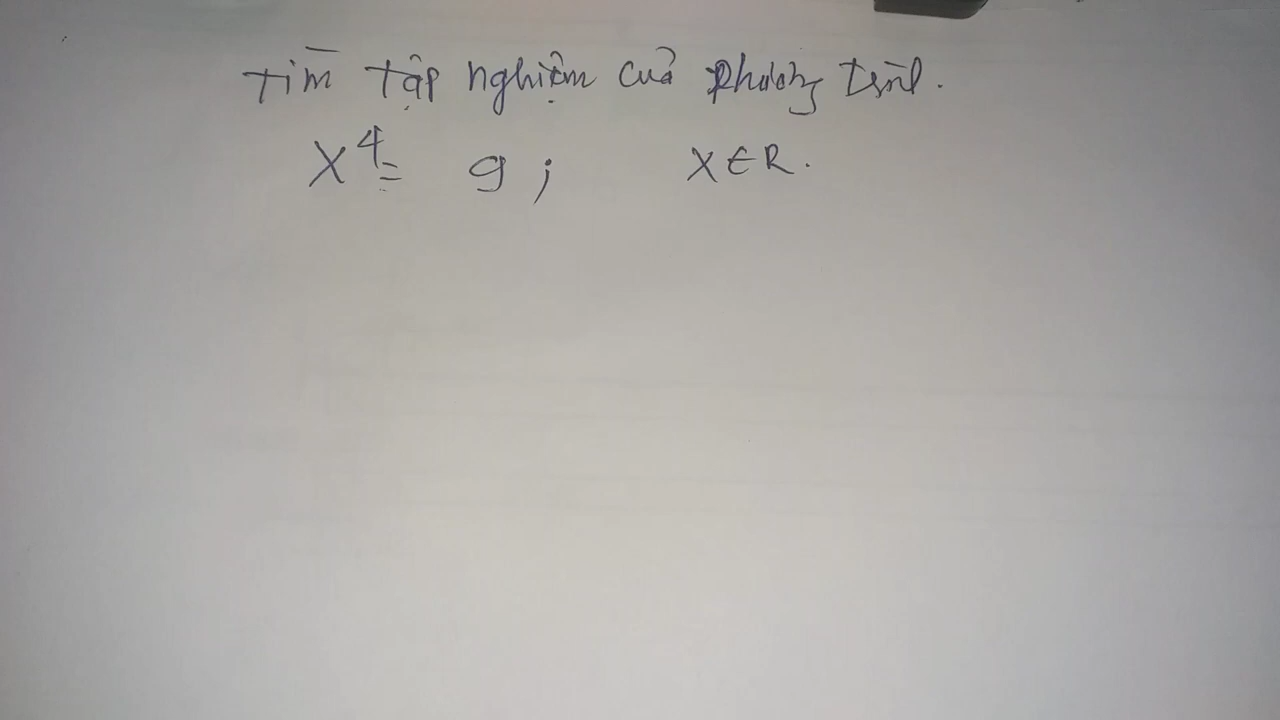 Tìm tập nghiệm của phương trình.
X⁴ = 9; X ∈ R.